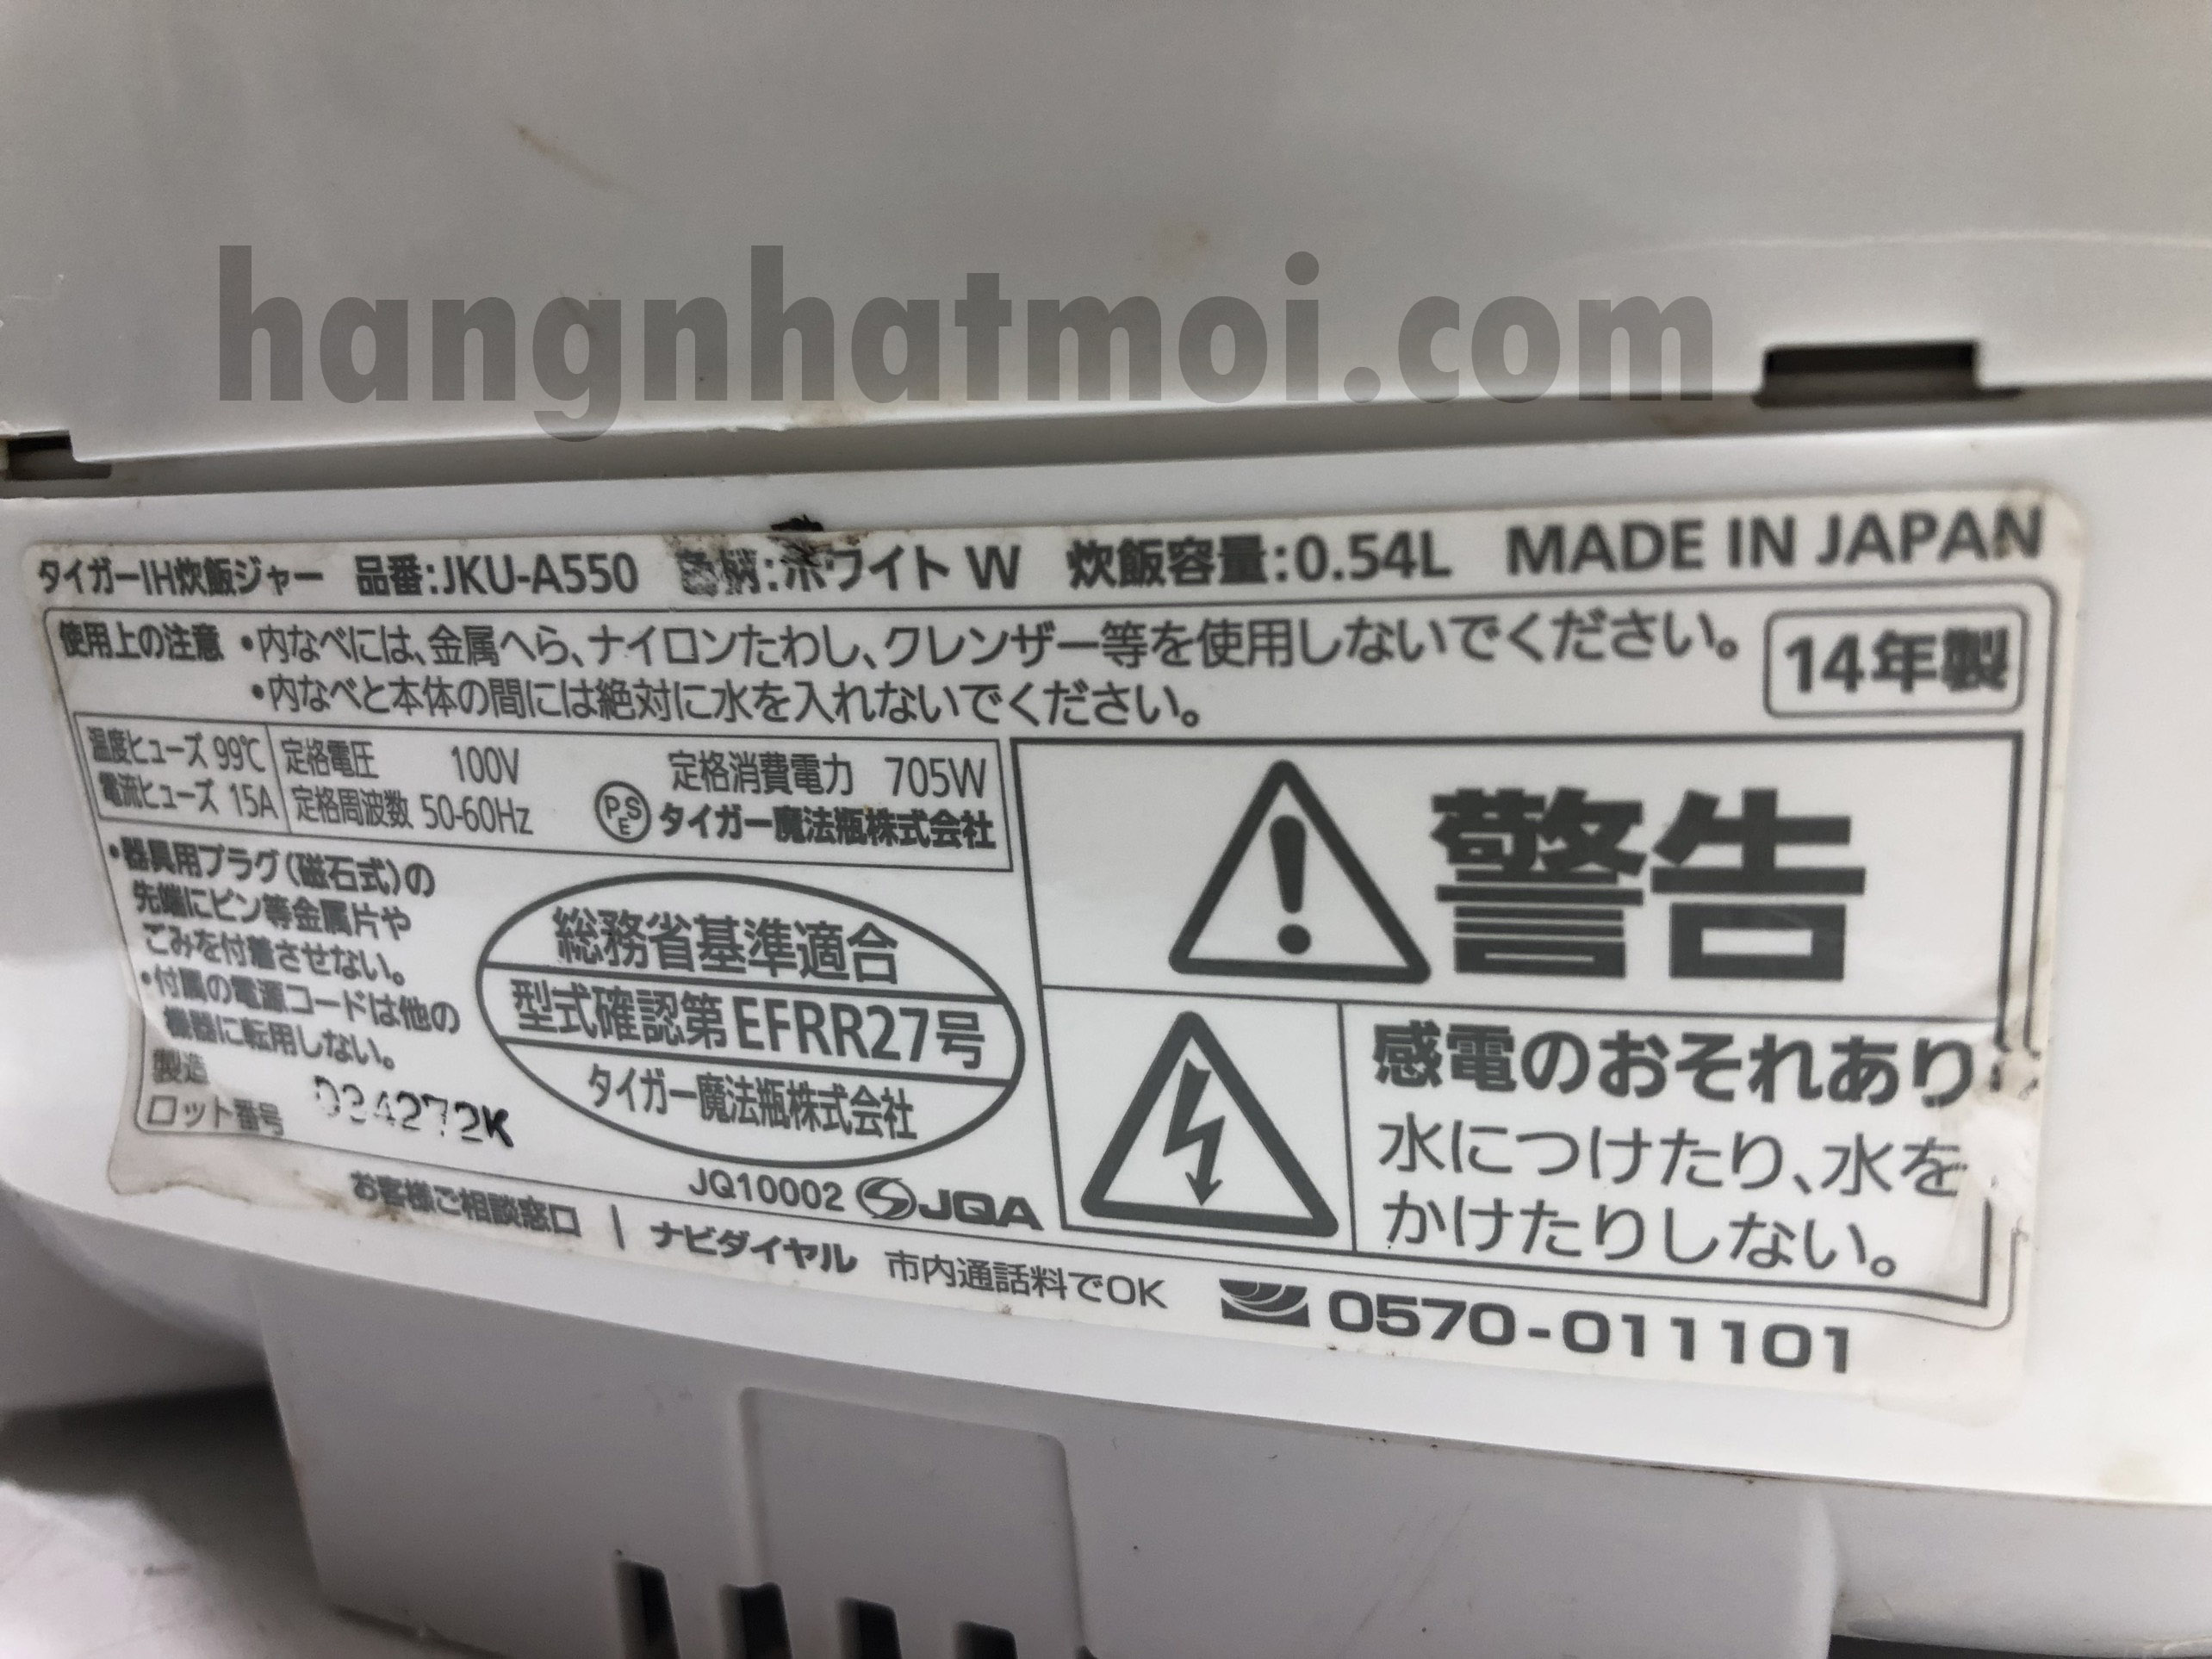 hangnhatmoi.com
タイガーIH炊飯ジャー 品番:JKU-A550 色柄:ホワイト W 炊飯容量:0.54L MADE IN JAPAN
使用上の注意 •内なべには、金属へら、ナイロンたわし、クレンザー等を使用しないでください。
•内なべと本体の間には絶対に水を入れないでください。
14年製
温度ヒューズ 99℃
電流ヒューズ 15A
定格電圧 100V
定格周波数 50-60Hz
定格消費電力 705W
PSE タイガー魔法瓶株式会社
•器具用プラグ(磁石式)の
先端にピン等金属片や
ごみを付着させない。
•付属の電源コードは他の
機器に転用しない。
製造
ロット番号
総務省基準適合
型式確認第EFRR27号
タイガー魔法瓶株式会社
JQ10002 JQA
警告
感電のおそれあり
水につけたり、水を
かけたりしない。
お客様ご相談窓口 | ナビダイヤル 市内通話料でOK 0570-011101